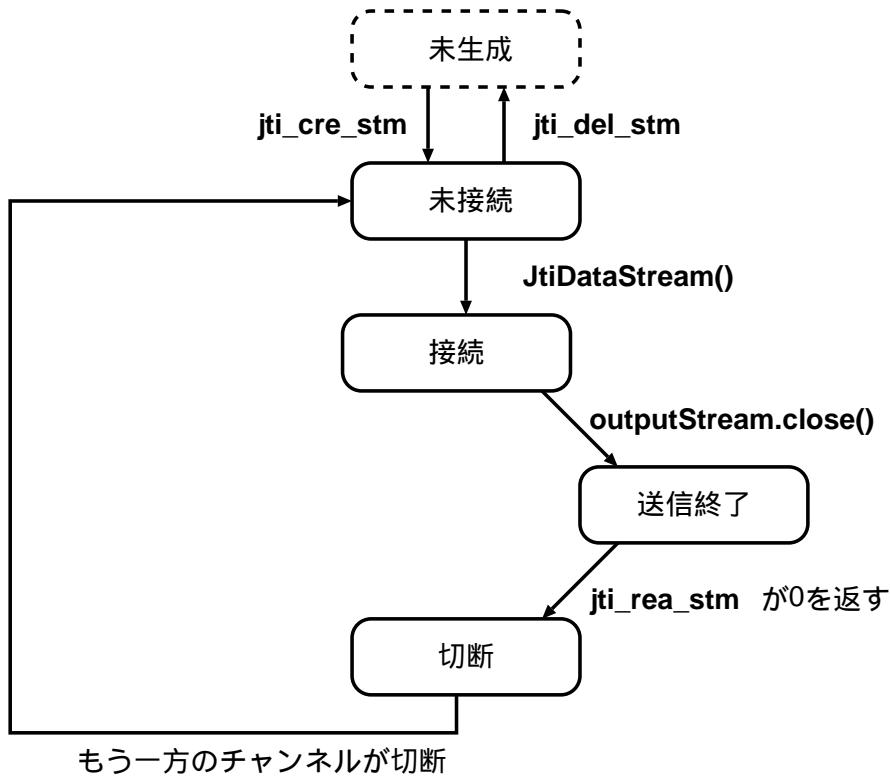 未生成
jti_cre_stm
jti_del_stm
未接続
JtiDataStream()
接続
outputStream.close()
送信終了
jti_rea_stm が0を返す
切断
もう一方のチャンネルが切断